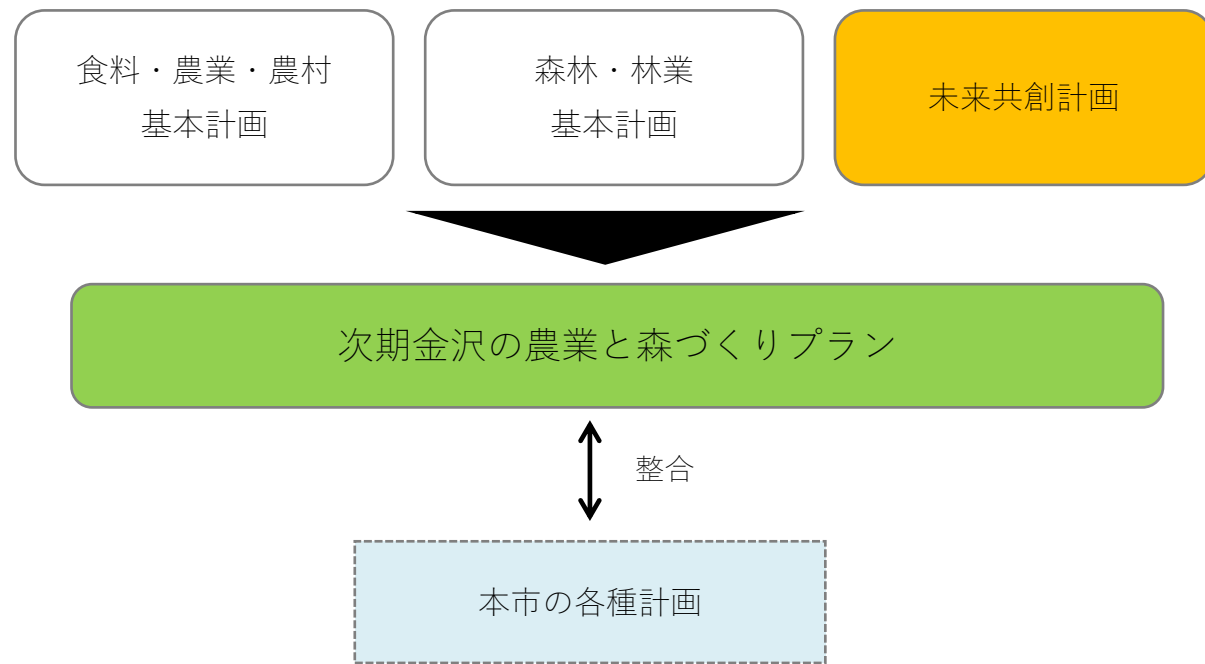 食料・農業・農村
基本計画
森林・林業
基本計画
未来共創計画
次期金沢の農業と森づくりプラン
整合
本市の各種計画